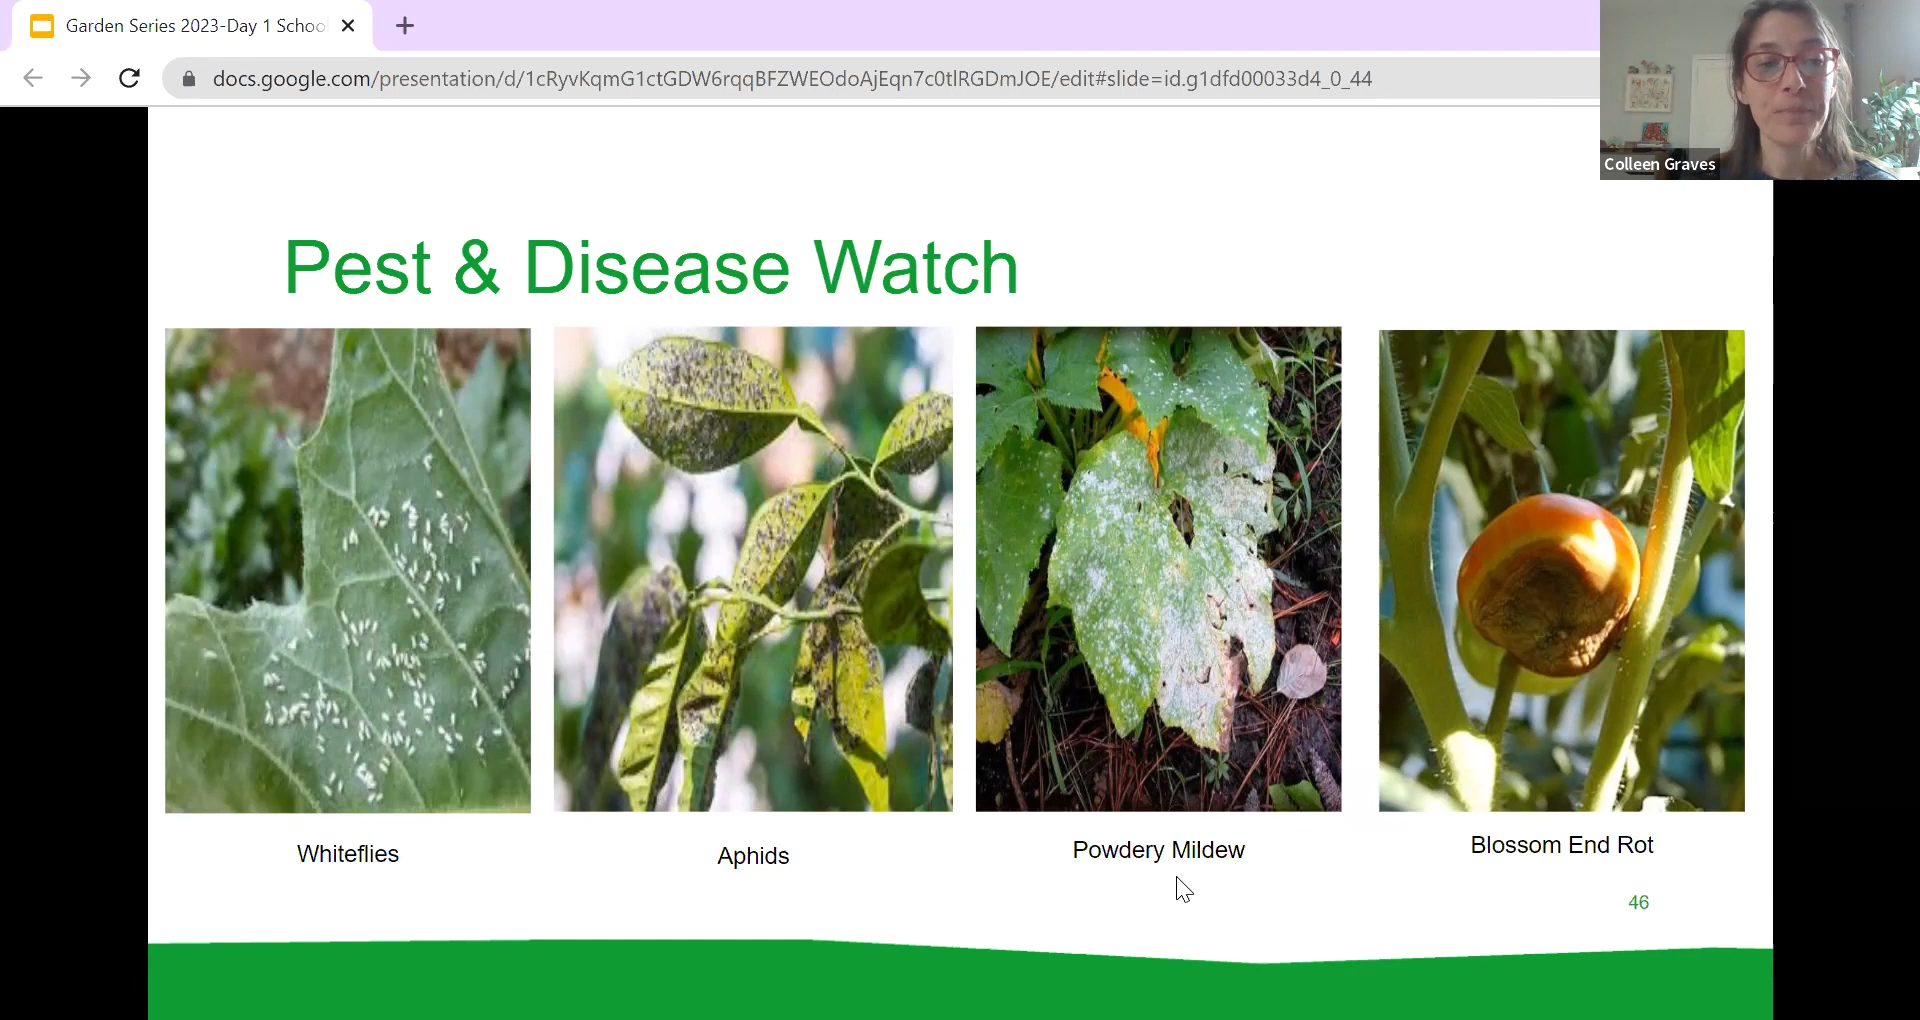 Garden Series 2023-Day 1 Schoo
docs.google.com/presentation/d/1cRyvKqmG1ctGDW6rqqBFZWEOdoAjEqn7c0tlRGDmJOE/edit#slide=id.g1dfd00033d4_0_44
Colleen Graves
Pest & Disease Watch
Whiteflies
Aphids
Powdery Mildew
Blossom End Rot
46